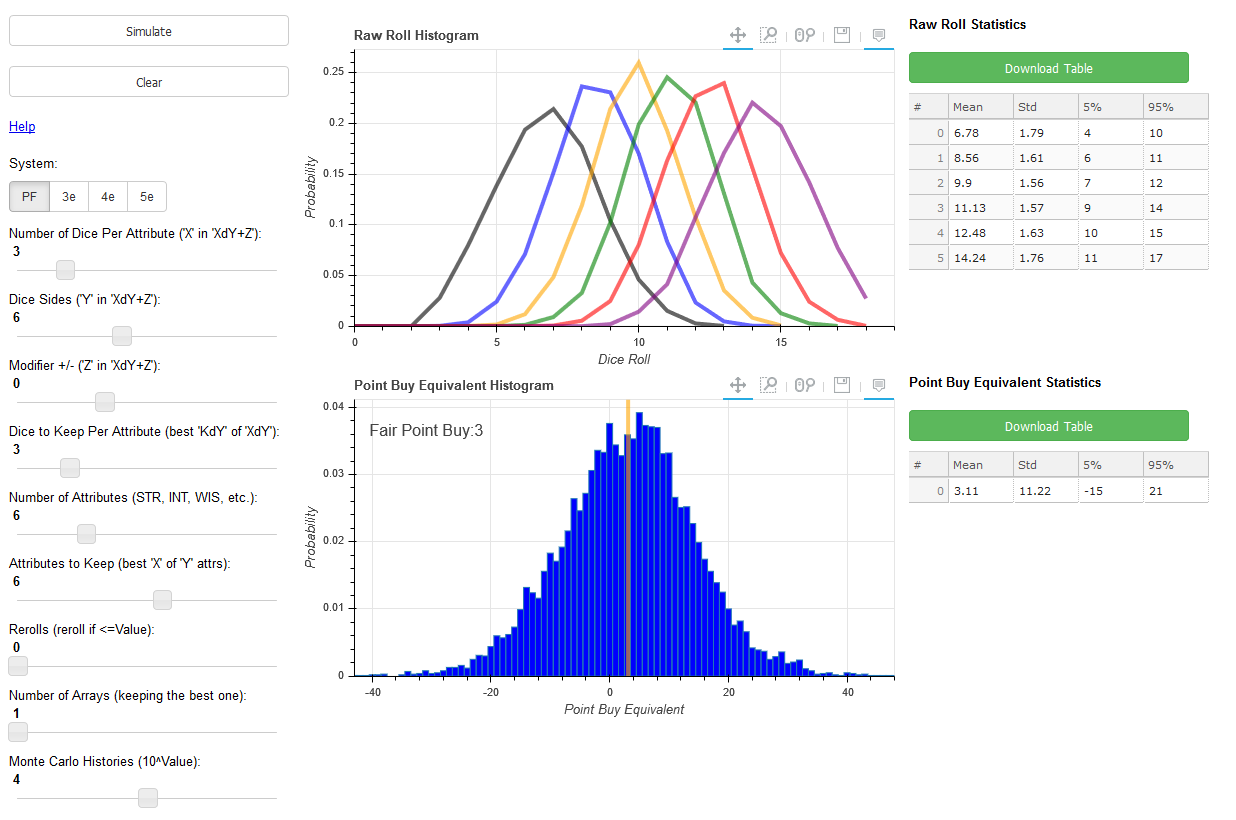 Simulate
Clear
Help
System:
PF 3e 4e 5e
Number of Dice Per Attribute ('X' in 'XdY+Z'):
3
Dice Sides ('Y' in 'XdY+Z'):
6
Modifier +/- ('Z' in 'XdY+Z'):
0
Dice to Keep Per Attribute (best 'KdY' of 'XdY'):
3
Number of Attributes (STR, INT, WIS, etc.):
6
Attributes to Keep (best 'X' of 'Y' attrs):
6
Rerolls (reroll if <=Value):
0
Number of Arrays (keeping the best one):
1
Monte Carlo Histories (10^Value):
4
Raw Roll Histogram
Probability
0.25
0.2
0.15
0.1
0.05
0
0 5 10 15
Dice Roll
Point Buy Equivalent Histogram
Fair Point Buy:3
Probability
0.04
0.03
0.02
0.01
0
-40 -20 0 20 40
Point Buy Equivalent
Raw Roll Statistics
Download Table
# Mean Std 5% 95%
0 6.78 1.79 4 10
1 8.56 1.61 6 11
2 9.9 1.56 7 12
3 11.13 1.57 9 14
4 12.48 1.63 10 15
5 14.24 1.76 11 17
Point Buy Equivalent Statistics
Download Table
# Mean Std 5% 95%
0 3.11 11.22 -15 21